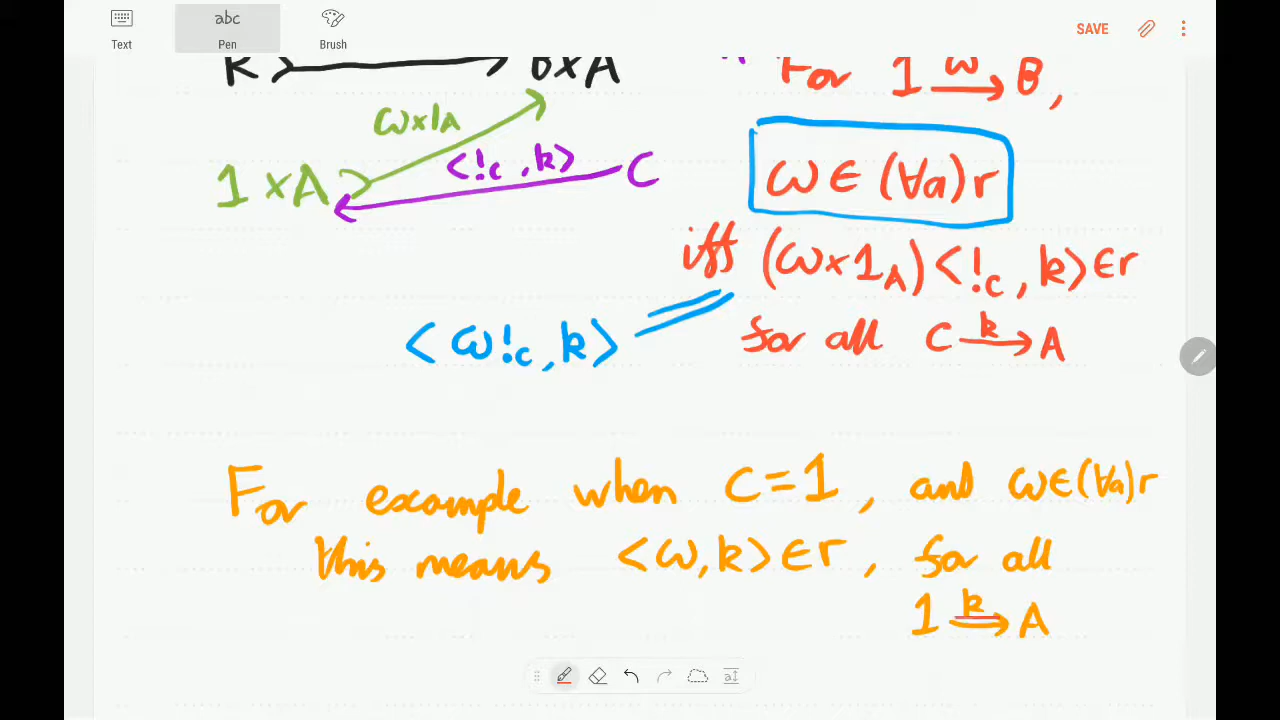 Text
abc
Pen
Brush
SAVE
R B×A
For 1 ω→ B,
ω×1A
<!c, k> C
1 × A
ω ∈ (∀a) r
iff (ω×1A)<!c, k> ∈ r
<ω!c, k>
for all C k→ A
For example when C=1, and ω∈(∀a)r
this means <ω, k> ∈ r, for all
1 k→ A